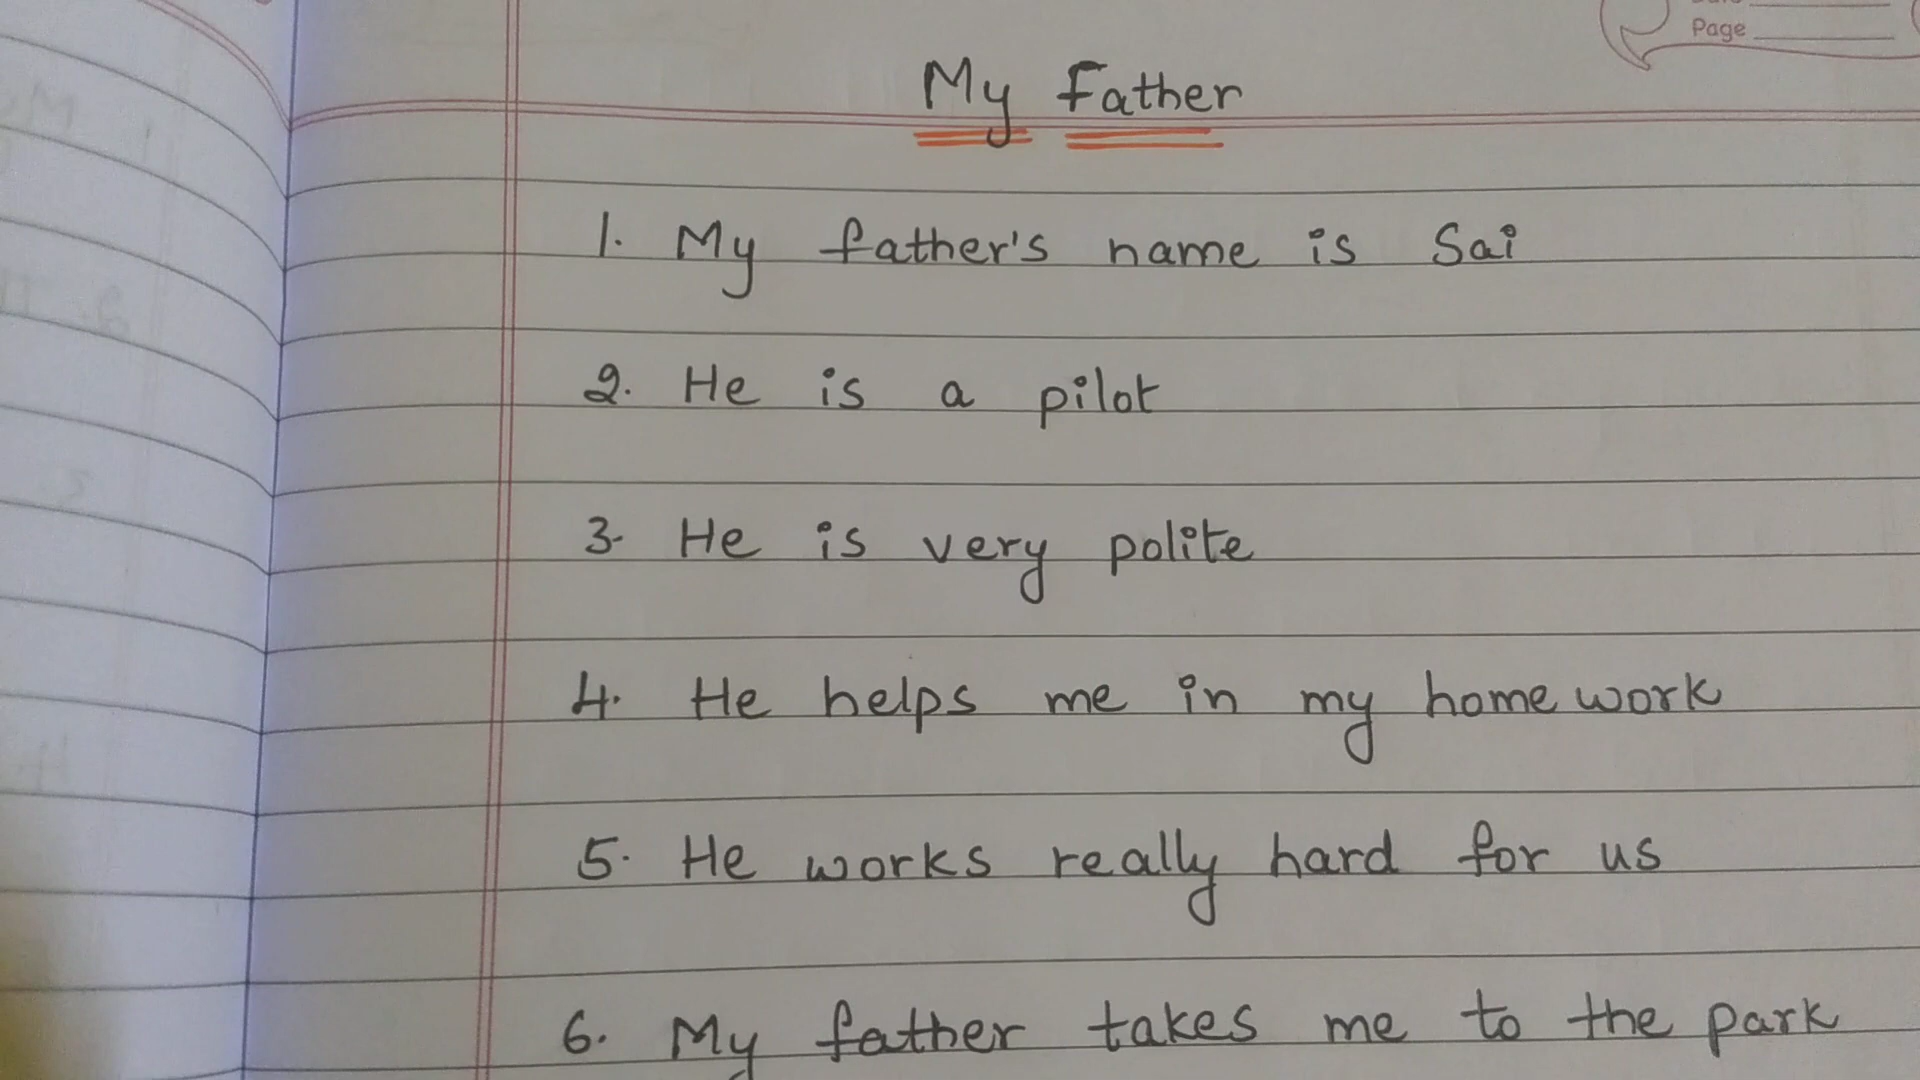 Page
My Father
1. My father's name is Sai
2. He is a pilot
3. He is very polite
4. He helps me in my home work
5. He works really hard for us
6. My father takes me to the park